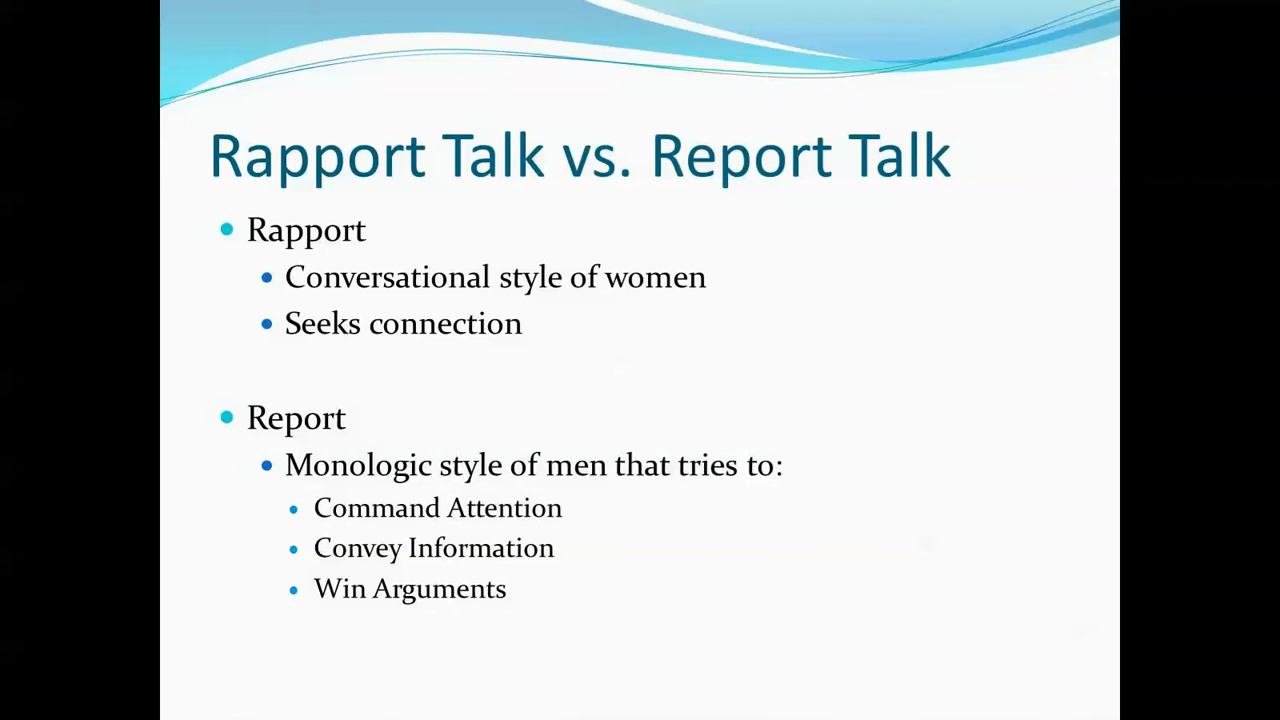 Rapport Talk vs. Report Talk
• Rapport
• Conversational style of women
• Seeks connection
• Report
• Monologic style of men that tries to:
• Command Attention
• Convey Information
• Win Arguments